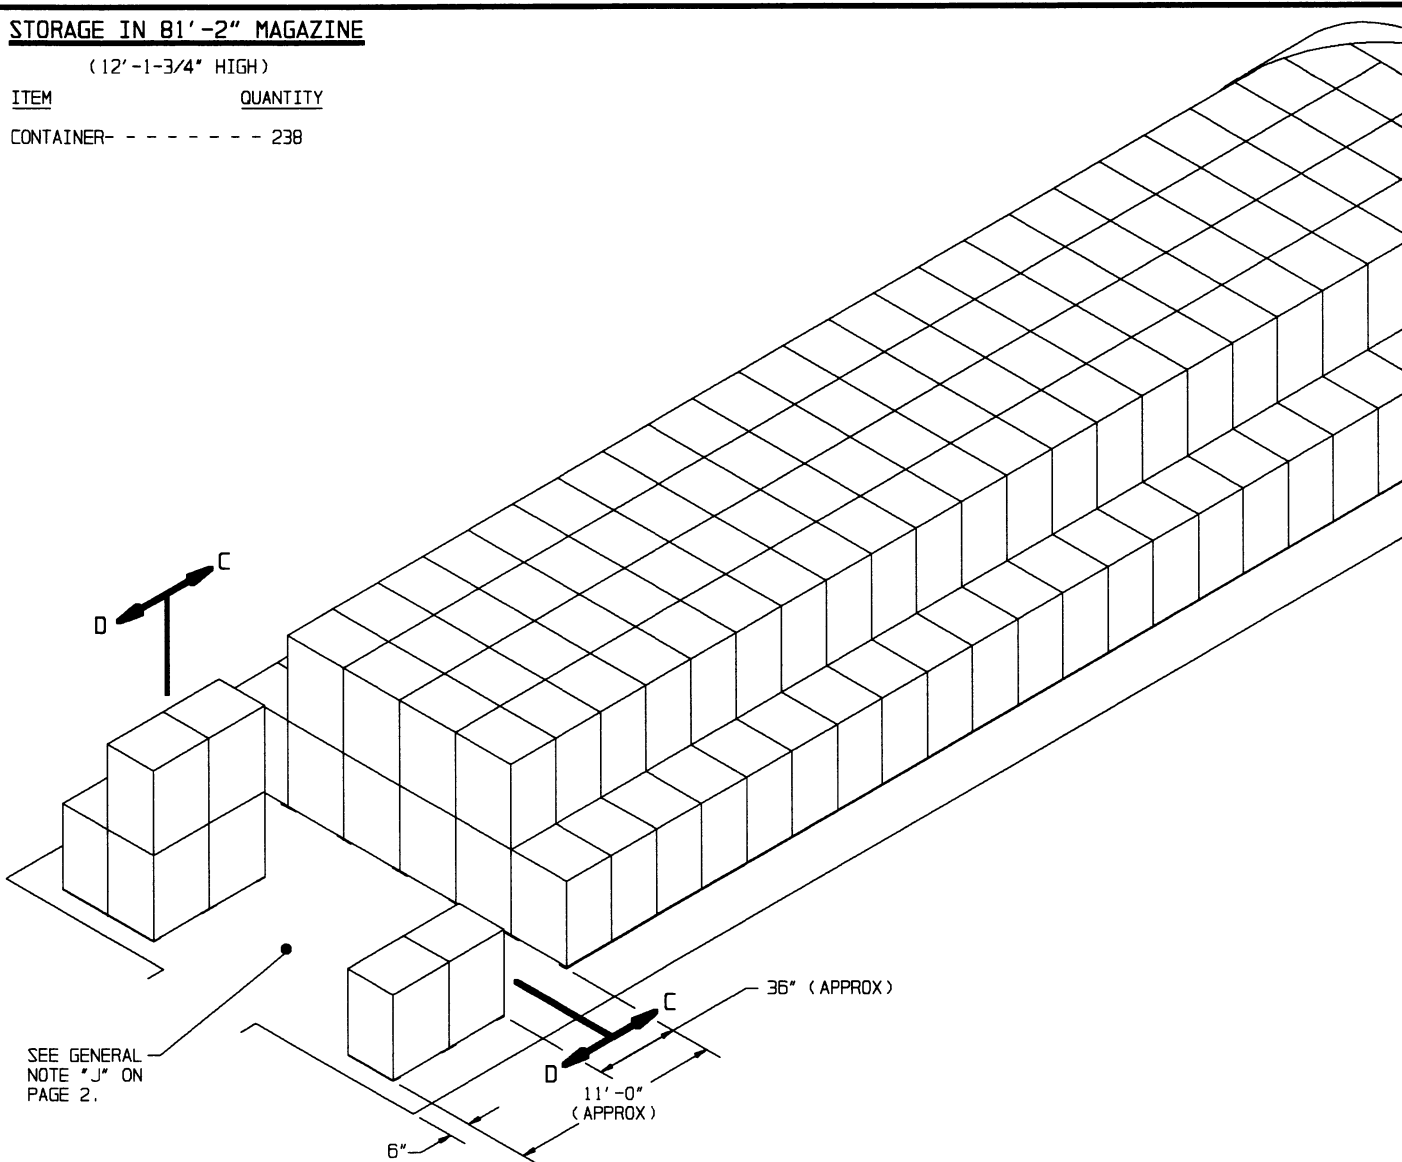 STORAGE IN 81'-2" MAGAZINE
(12'-1-3/4" HIGH)
ITEM QUANTITY
CONTAINER- - - - - - - - 238
C
D
36" (APPROX)
C
D
11'-0"
(APPROX)
6"
SEE GENERAL
NOTE "J" ON
PAGE 2.